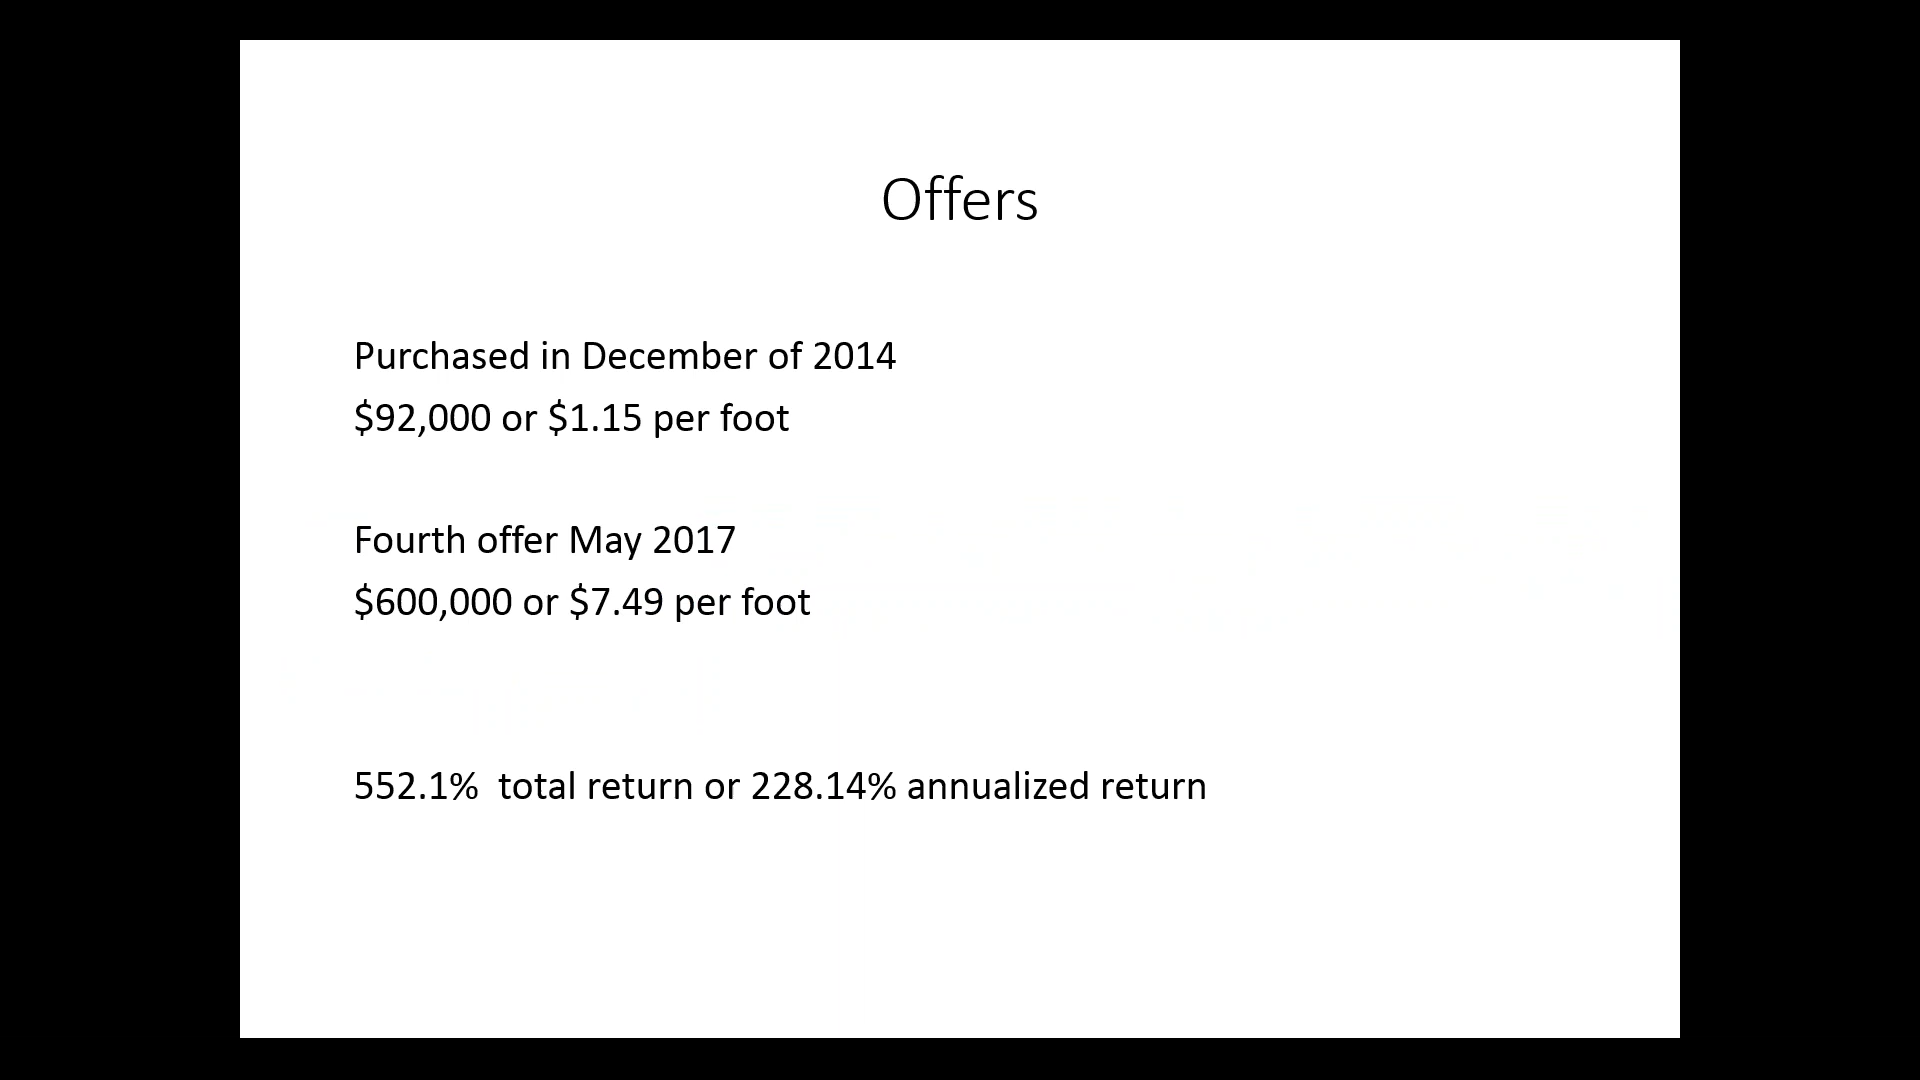 Offers
Purchased in December of 2014
$92,000 or $1.15 per foot
Fourth offer May 2017
$600,000 or $7.49 per foot
552.1%  total return or 228.14% annualized return